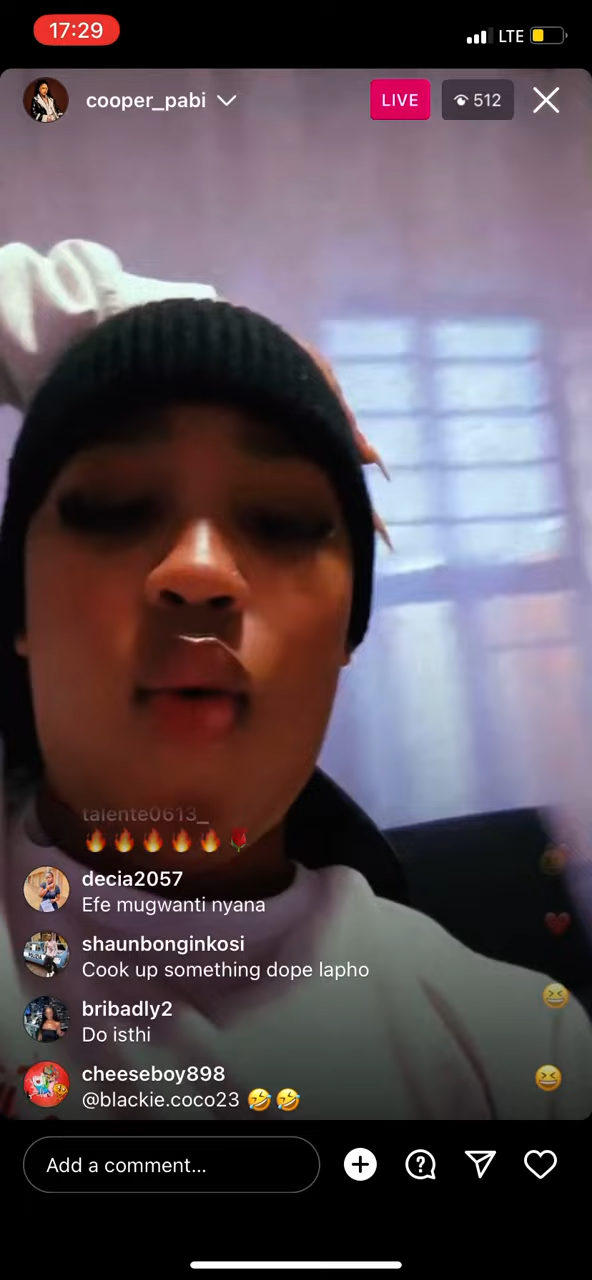 17:29
LTE
cooper_pabi
LIVE
512
talente0613_
🔥🔥🔥🔥🔥🌹
decia2057
Efe mugwanti nyana
shaunbonginkosi
Cook up something dope lapho
bribadly2
Do isthi
cheeseboy898
@blackie.coco23 🤣🤣
Add a comment...